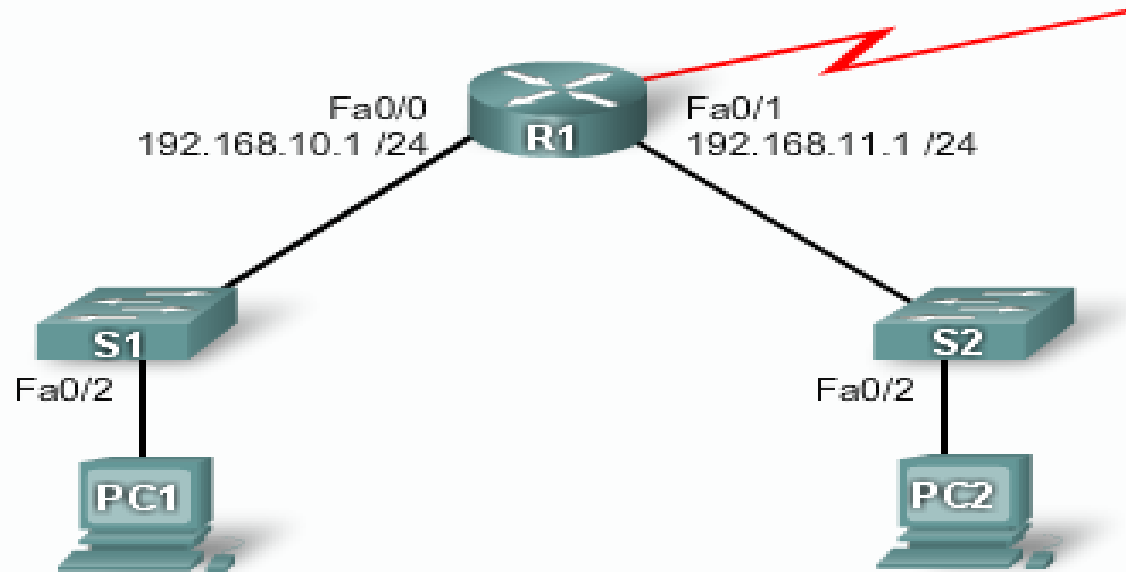 Fa0/0
192.168.10.1 /24
R1
Fa0/1
192.168.11.1 /24
S1
Fa0/2
S2
Fa0/2
PC1
PC2